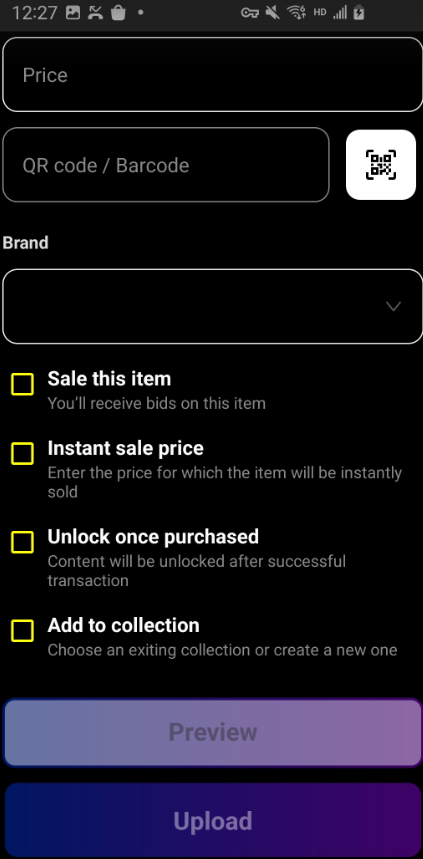 12:27 HD
Price
QR code / Barcode
Brand
Sale this item
You'll receive bids on this item
Instant sale price
Enter the price for which the item will be instantly
sold
Unlock once purchased
Content will be unlocked after successful
transaction
Add to collection
Choose an exiting collection or create a new one
Preview
Upload